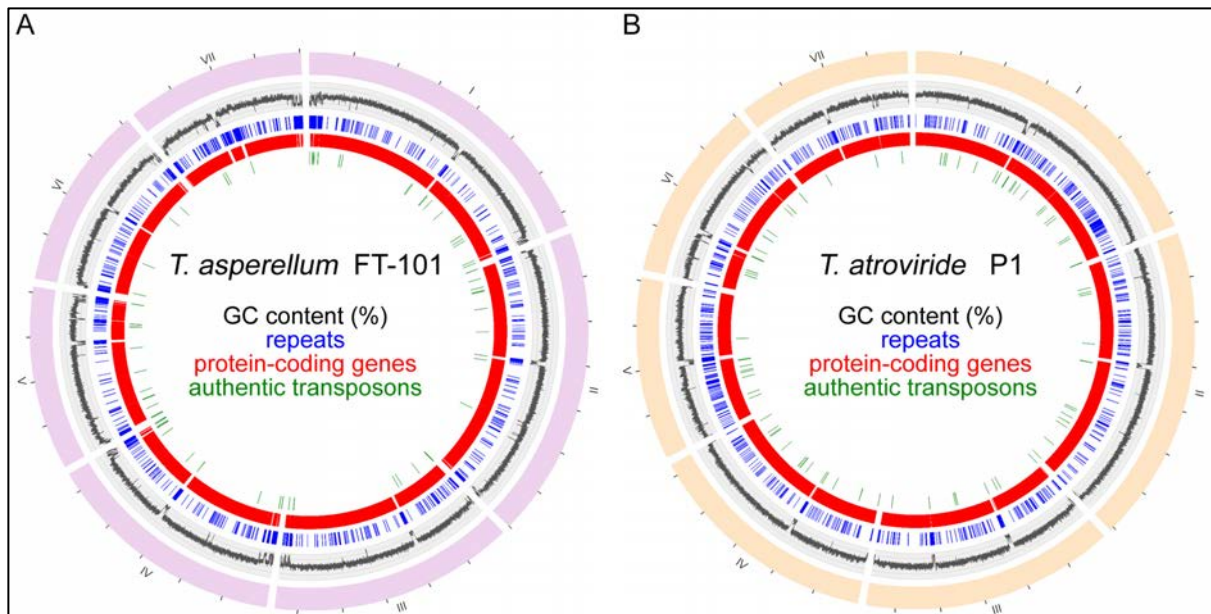 A
I
II
III
IV
V
VI
VII
T. asperellum FT-101
GC content (%)
repeats
protein-coding genes
authentic transposons
B
I
II
III
IV
V
VI
VII
T. atroviride P1
GC content (%)
repeats
protein-coding genes
authentic transposons